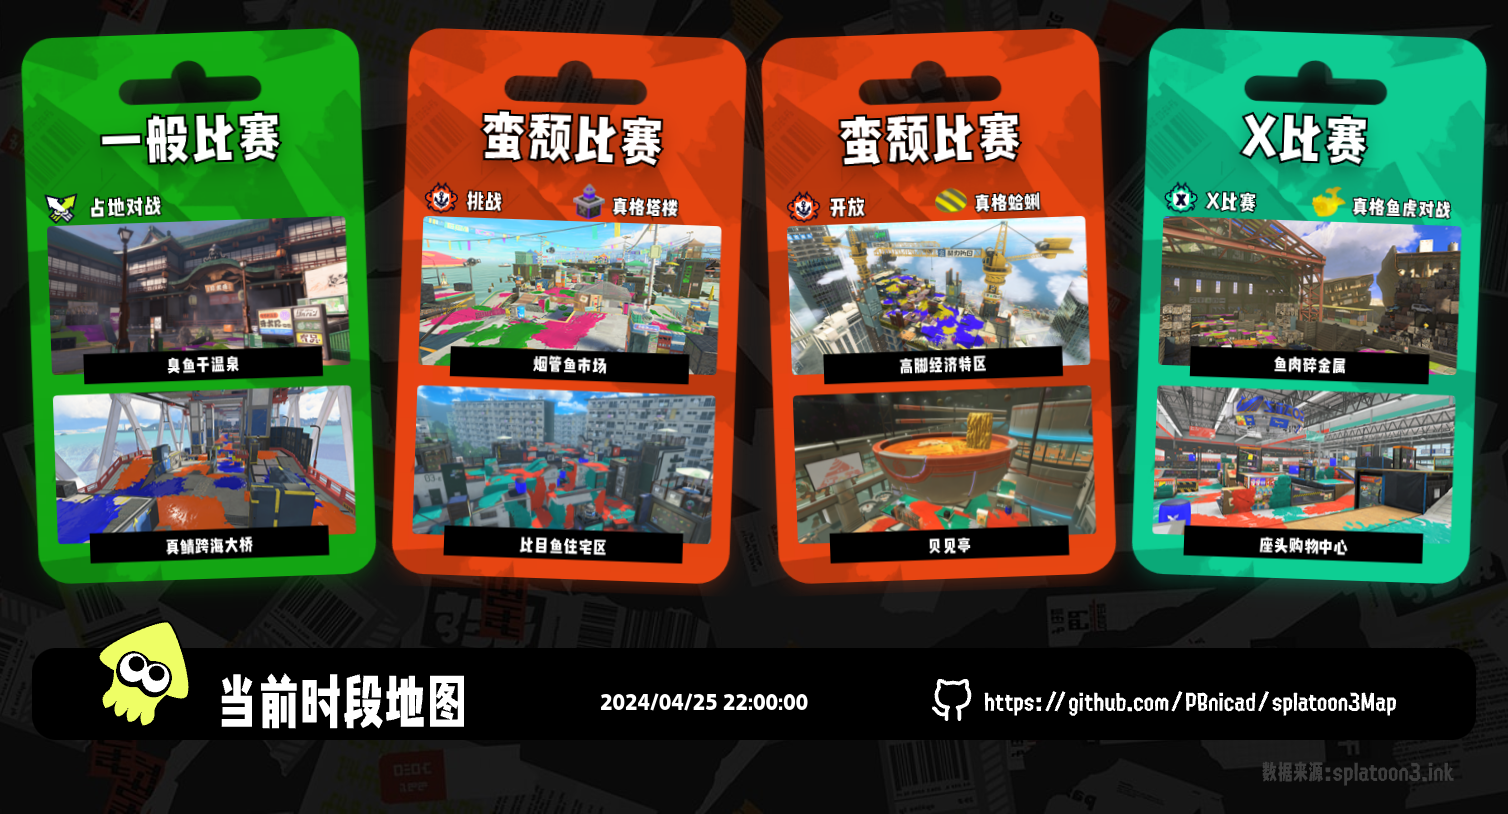 一般比赛
占地对战
臭鱼干温泉
真鲭跨海大桥
蛮颓比赛
挑战
真格塔楼
烟管鱼市场
比目鱼住宅区
蛮颓比赛
开放
真格蛤蜊
高脚经济特区
贝贝亭
X比赛
X比赛
真格鱼虎对战
鱼肉碎金属
座头购物中心
当前时段地图
2024/04/25 22:00:00
https://github.com/PBnicad/splatoon3Map
数据来源:splatoon3.ink